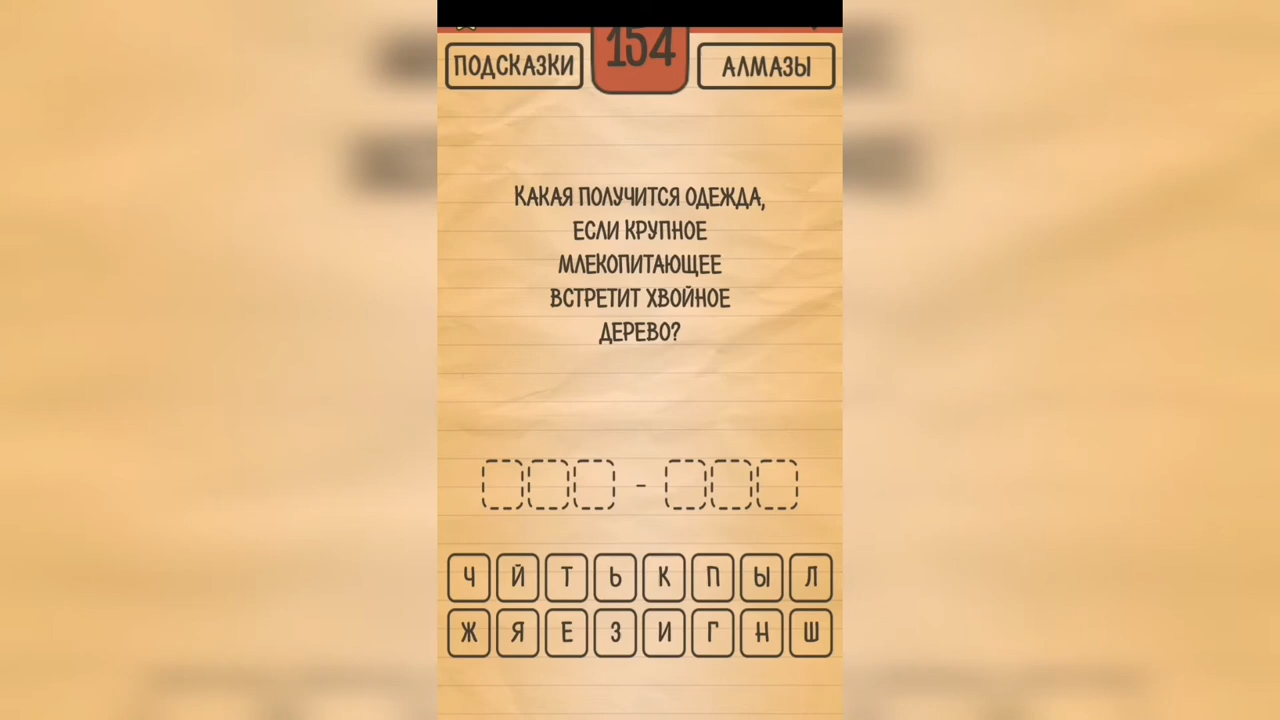 154
ПОДСКАЗКИ
АЛМАЗЫ
КАКАЯ ПОЛУЧИТСЯ ОДЕЖДА,
ЕСЛИ КРУПНОЕ
МЛЕКОПИТАЮЩЕЕ
ВСТРЕТИТ ХВОЙНОЕ
ДЕРЕВО?
-
Ч Й Т Ь К П Ы Л
Ж Я Е З И Г Н Ш